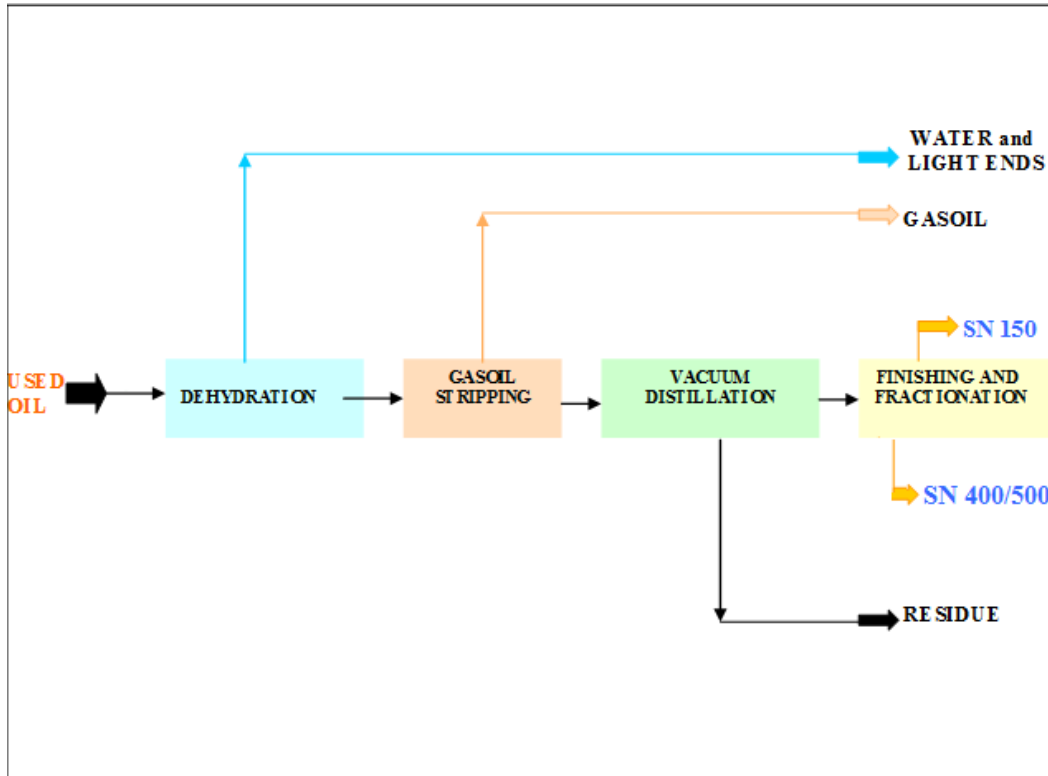 WATER and
LIGHT ENDS
GASOIL
SN 150
USED
OIL
DEHYDRATION
GASOIL
STRIPPING
VACUUM
DISTILLATION
FINISHING AND
FRACTIONATION
SN 400/500
RESIDUE